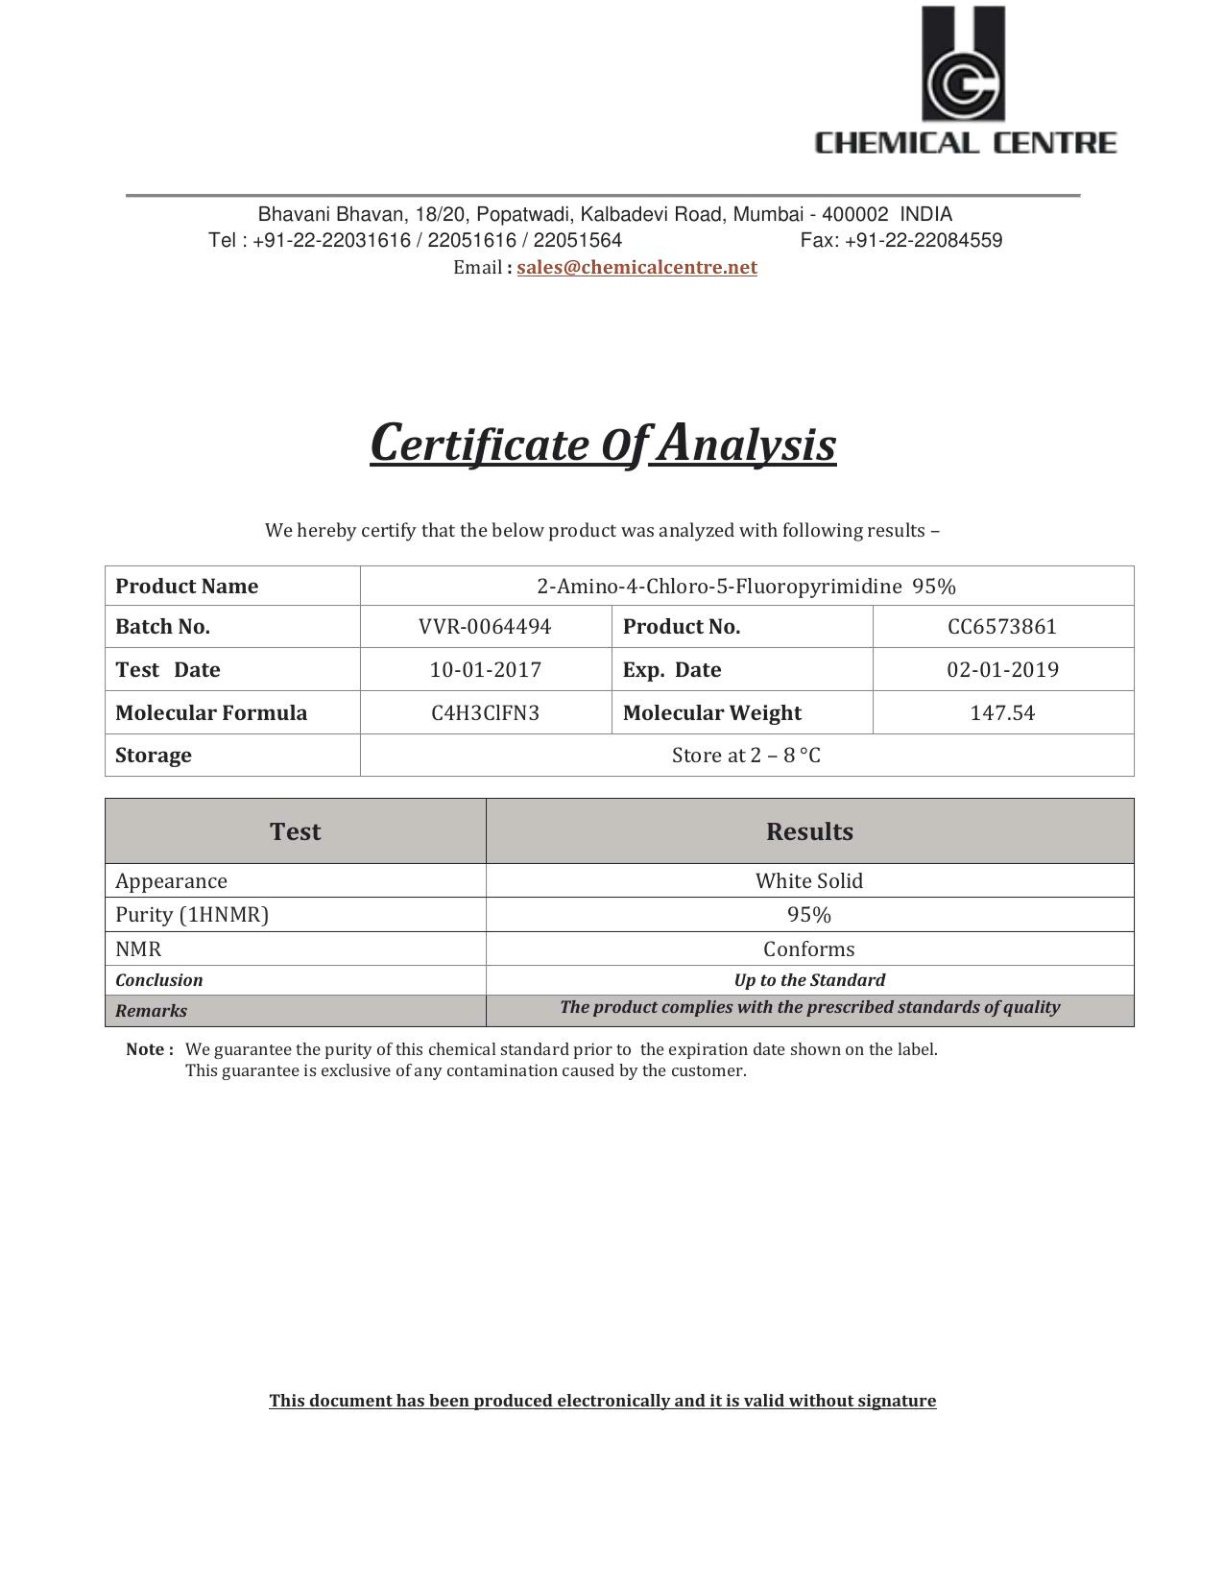 CHEMICAL CENTRE
Bhavani Bhavan, 18/20, Popatwadi, Kalbadevi Road, Mumbai - 400002 INDIA
Tel : +91-22-22031616 / 22051616 / 22051564 Fax: +91-22-22084559
Email : sales@chemicalcentre.net
Certificate Of Analysis
We hereby certify that the below product was analyzed with following results –
Product Name 2-Amino-4-Chloro-5-Fluoropyrimidine 95%
Batch No. VVR-0064494 Product No. CC6573861
Test Date 10-01-2017 Exp. Date 02-01-2019
Molecular Formula C4H3ClFN3 Molecular Weight 147.54
Storage Store at 2 – 8 °C
Test Results
Appearance White Solid
Purity (1HNMR) 95%
NMR Conforms
Conclusion Up to the Standard
Remarks The product complies with the prescribed standards of quality
Note : We guarantee the purity of this chemical standard prior to the expiration date shown on the label.
This guarantee is exclusive of any contamination caused by the customer.
This document has been produced electronically and it is valid without signature